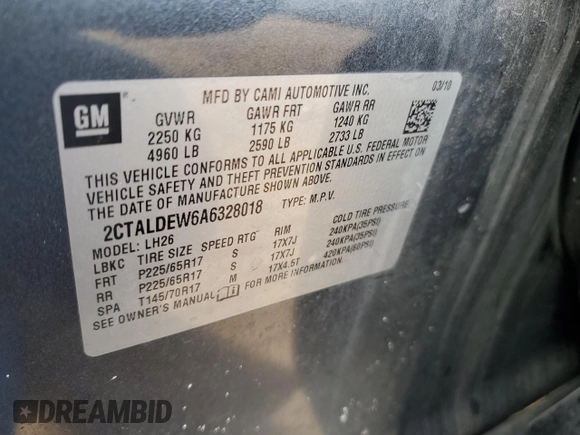 GM
MFD BY CAMI AUTOMOTIVE INC. 03/10
GVWR GAWR FRT GAWR RR
2250 KG 1175 KG 1240 KG
4960 LB 2590 LB 2733 LB
THIS VEHICLE CONFORMS TO ALL APPLICABLE U.S. FEDERAL MOTOR
VEHICLE SAFETY AND THEFT PREVENTION STANDARDS IN EFFECT ON
THE DATE OF MANUFACTURE SHOWN ABOVE.
2CTALDEW6A6328018 TYPE: M.P.V.
MODEL: LH26
LBKC TIRE SIZE SPEED RTG RIM COLD TIRE PRESSURE
FRT P225/65R17 S 17X7J 240KPA(35PSI)
RR P225/65R17 S 17X7J 240KPA(35PSI)
SPA T145/70R17 M 17X4.5T 420KPA(60PSI)
SEE OWNER'S MANUAL FOR MORE INFORMATION.
DREAMBID